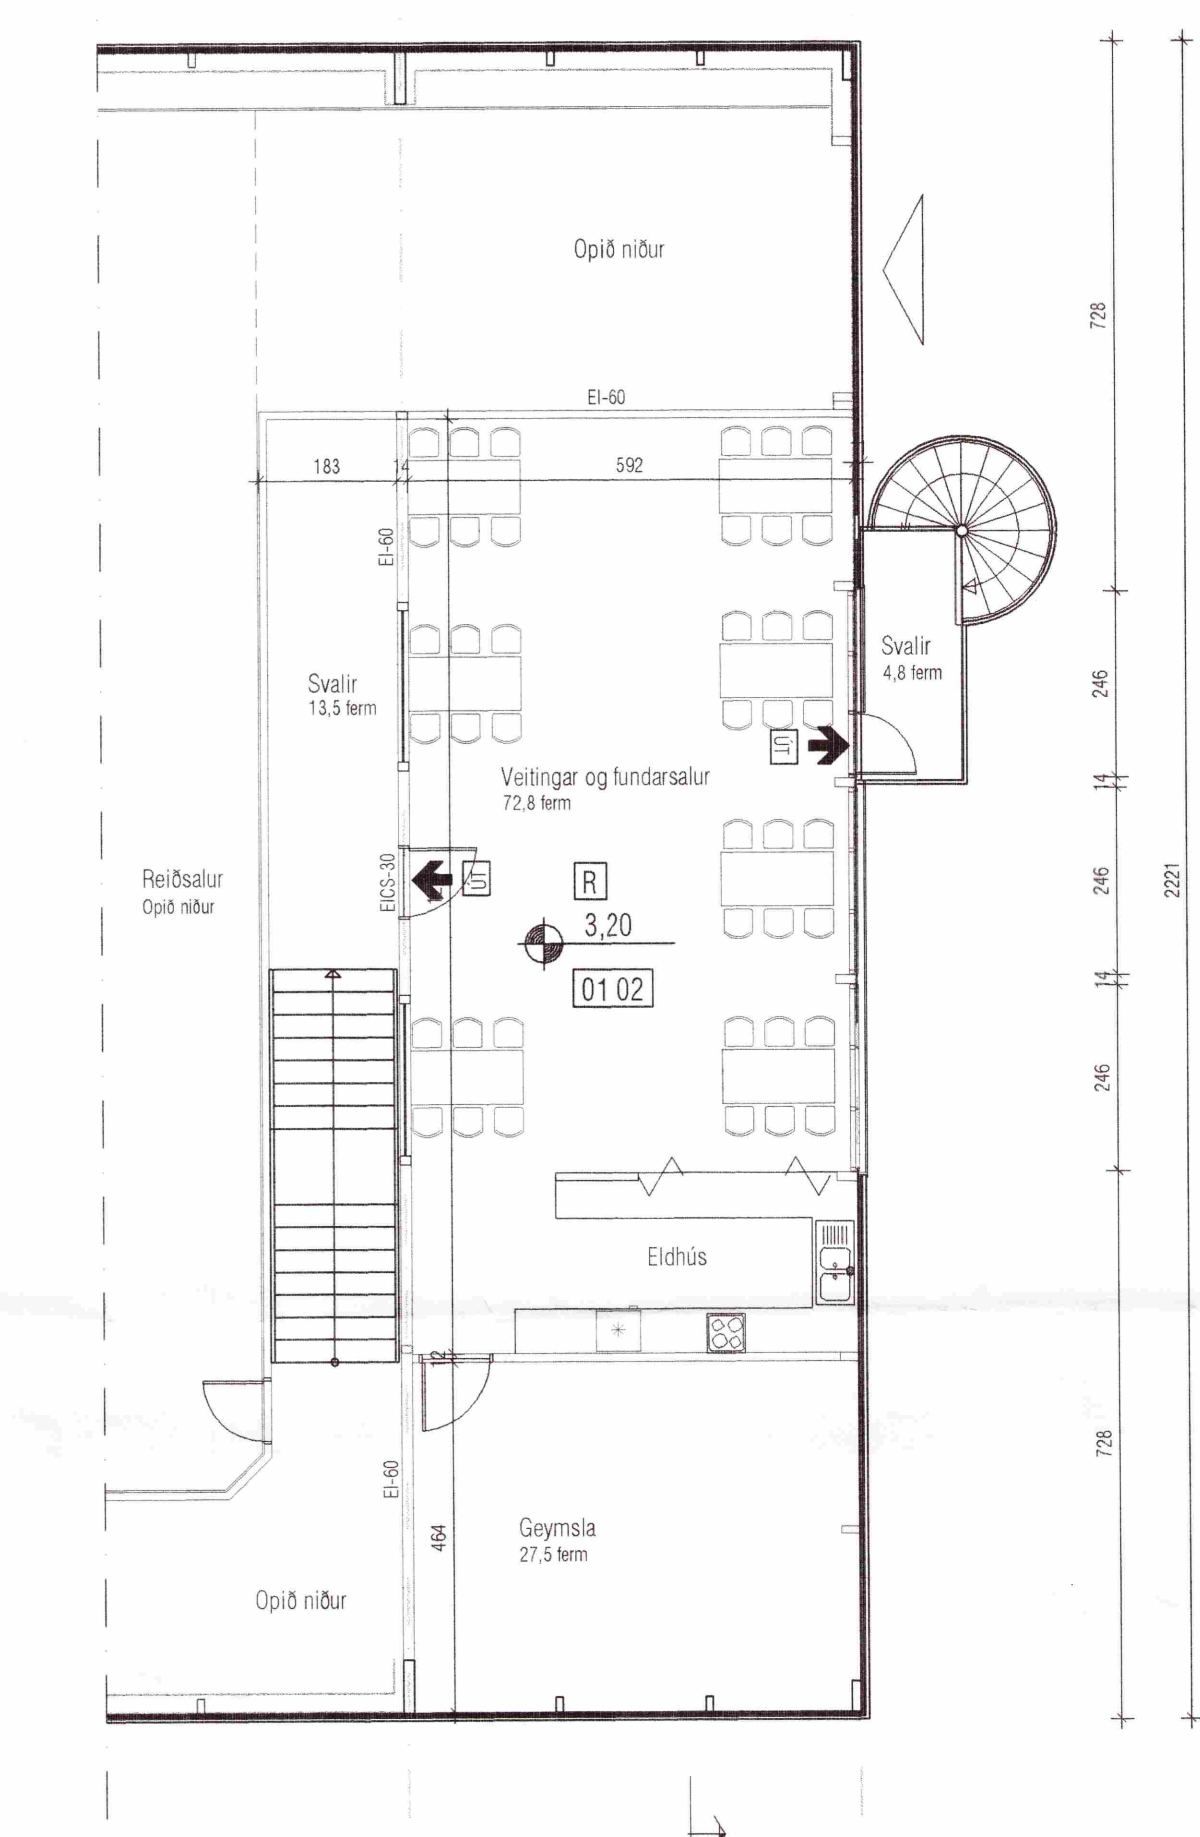 Opið niður
728
EI-60
183
14
592
EI-60
Svalir
13,5 ferm
Svalir
4,8 ferm
246
ÚT
14
Veitingar og fundarsalur
72,8 ferm
Reiðsalur
Opið niður
EICS-30
ÚT
R
246
2221
3,20
01 02
14
246
Eldhús
12
EI-60
728
464
Geymsla
27,5 ferm
Opið niður